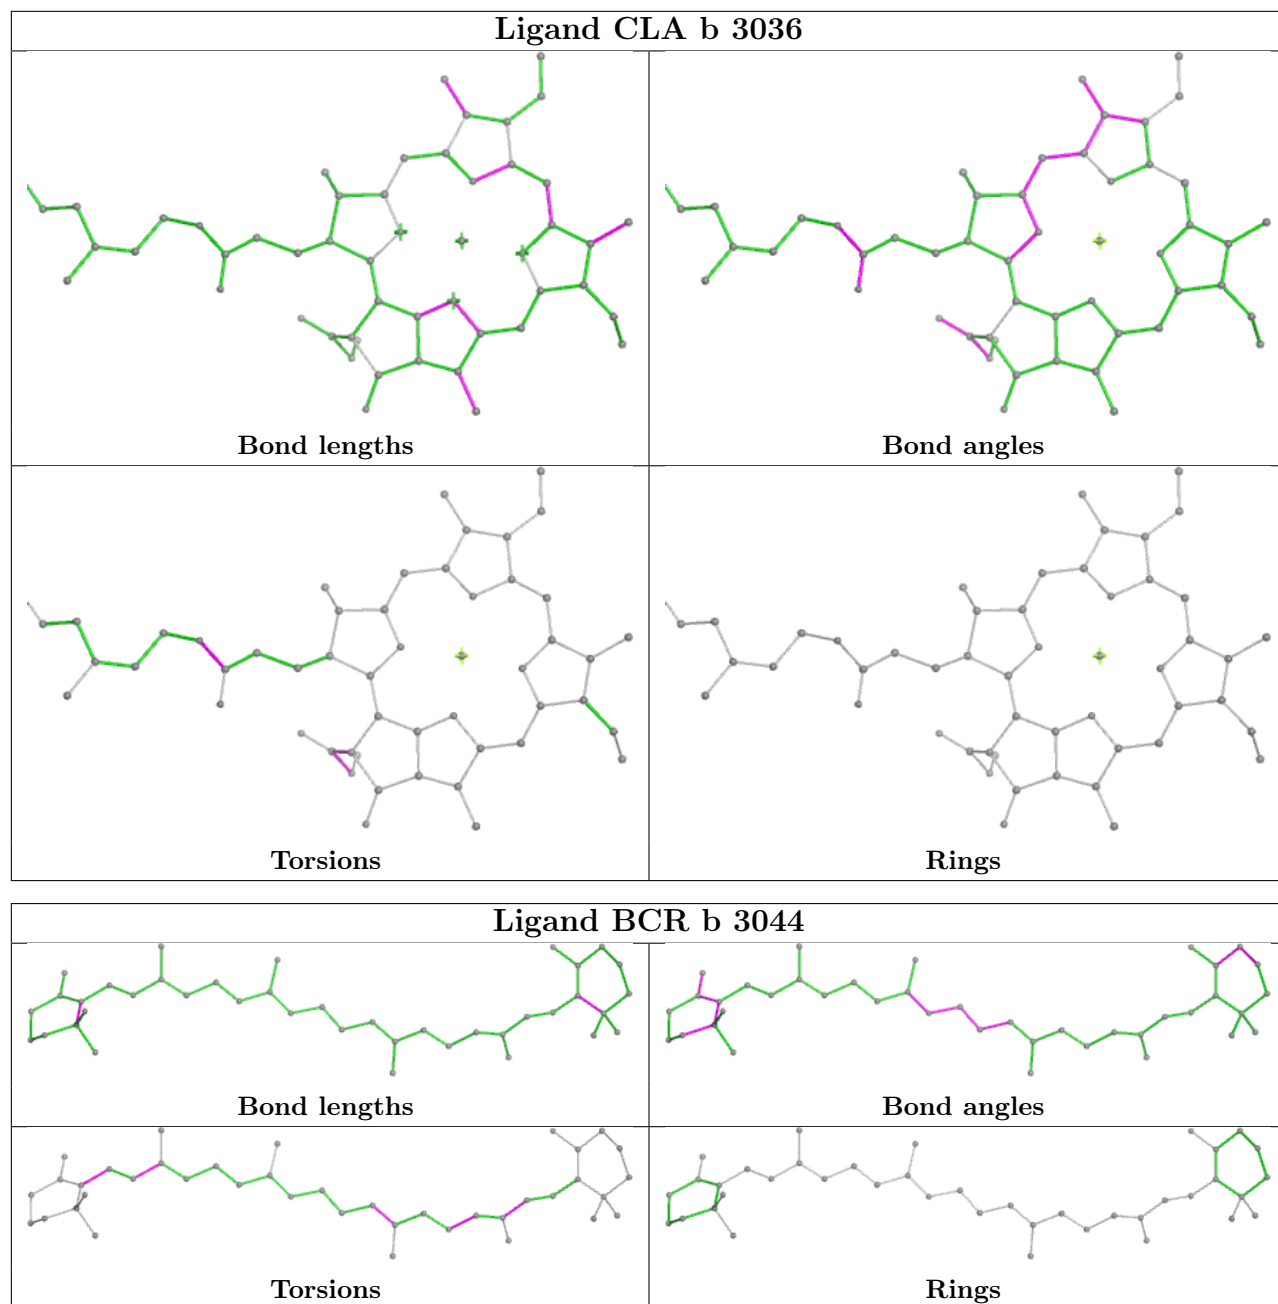 Ligand CLA b 3036
Bond lengths
Bond angles
Torsions
Rings
Ligand BCR b 3044
Bond lengths
Bond angles
Torsions
Rings